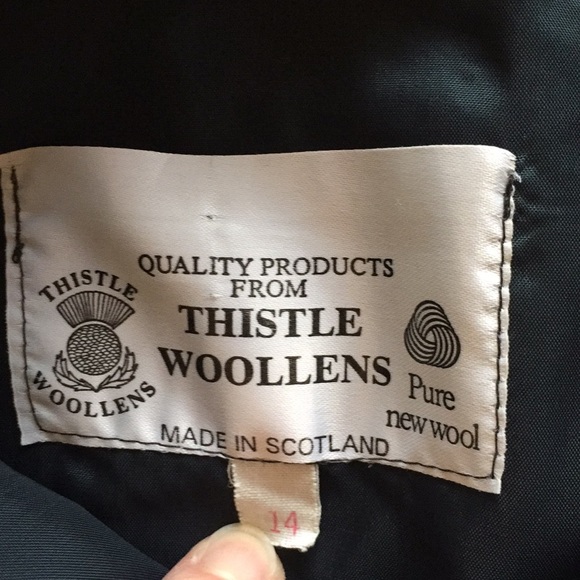 THISTLE
WOOLLENS
QUALITY PRODUCTS
FROM
THISTLE
WOOLLENS
MADE IN SCOTLAND
Pure
new wool
14